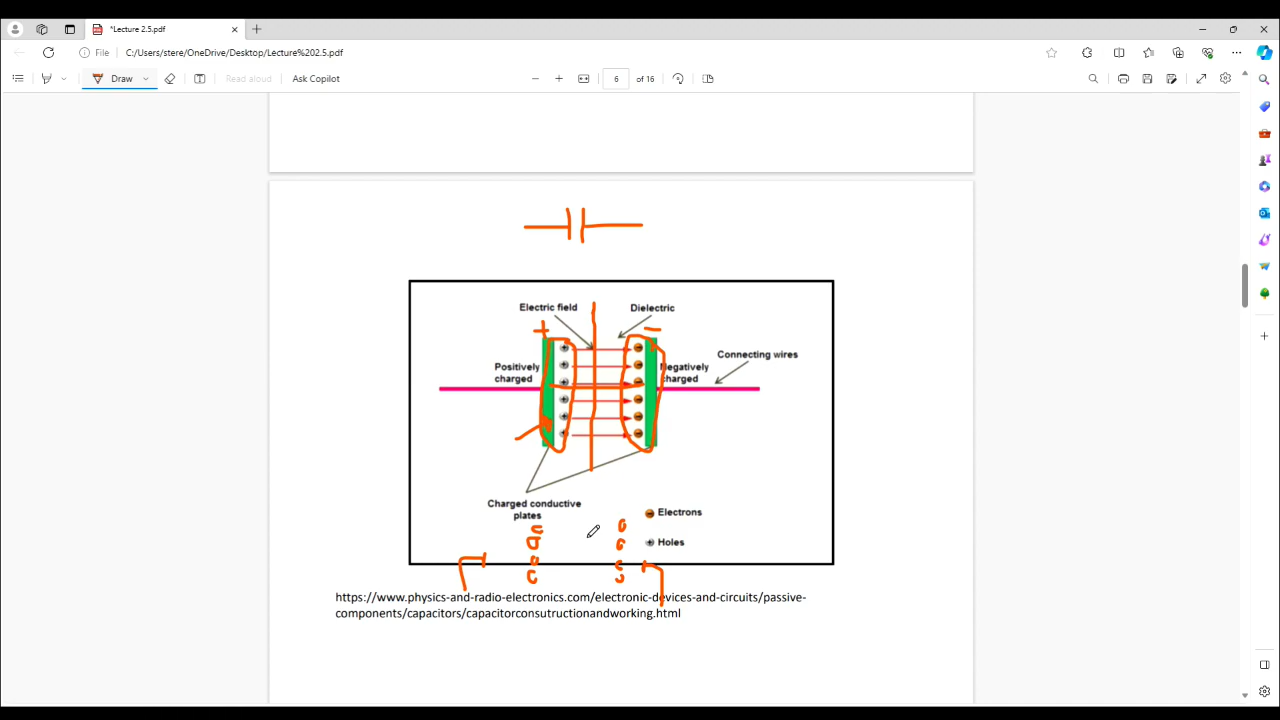 *Lecture 2.5.pdf
File
C:/Users/stere/OneDrive/Desktop/Lecture%202.5.pdf
Draw
Read aloud
Ask Copilot
6
of 16
+
−
Electric field
Dielectric
Positively
charged
Negatively
charged
Connecting wires
Charged conductive
plates
Electrons
Holes
https://www.physics-and-radio-electronics.com/electronic-devices-and-circuits/passive-
components/capacitors/capacitorconsutructionandworking.html